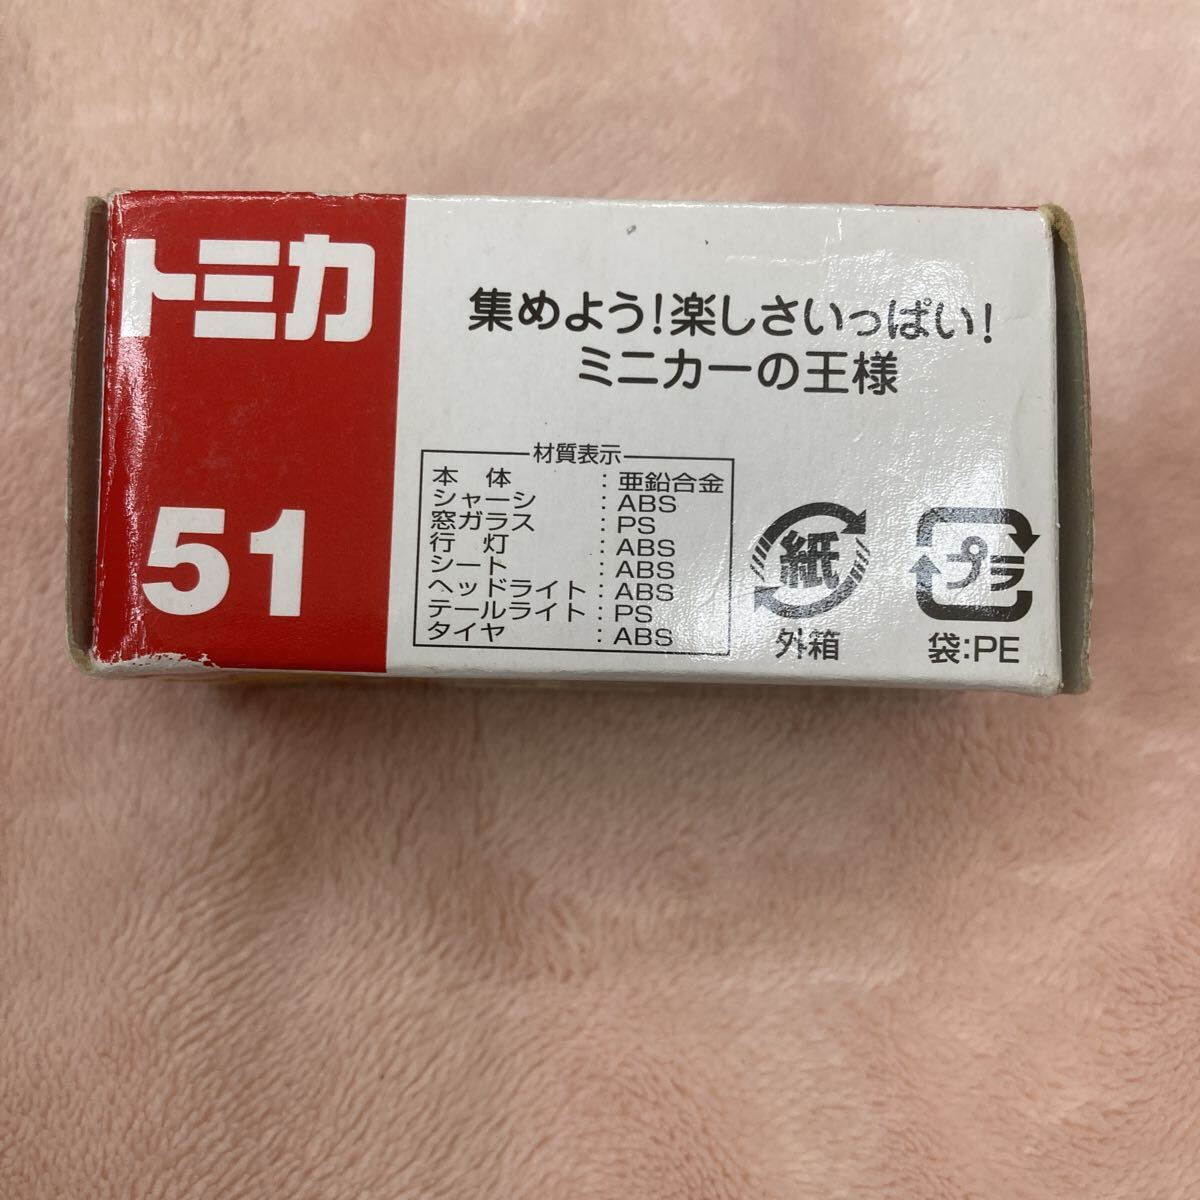 トミカ
51
集めよう!楽しさいっぱい!
ミニカーの王様
材質表示
本体:亜鉛合金
シャーシ:ABS
窓ガラス:PS
行灯:ABS
シート:ABS
ヘッドライト:ABS
テールライト:PS
タイヤ:ABS
紙
外箱
プラ
袋:PE